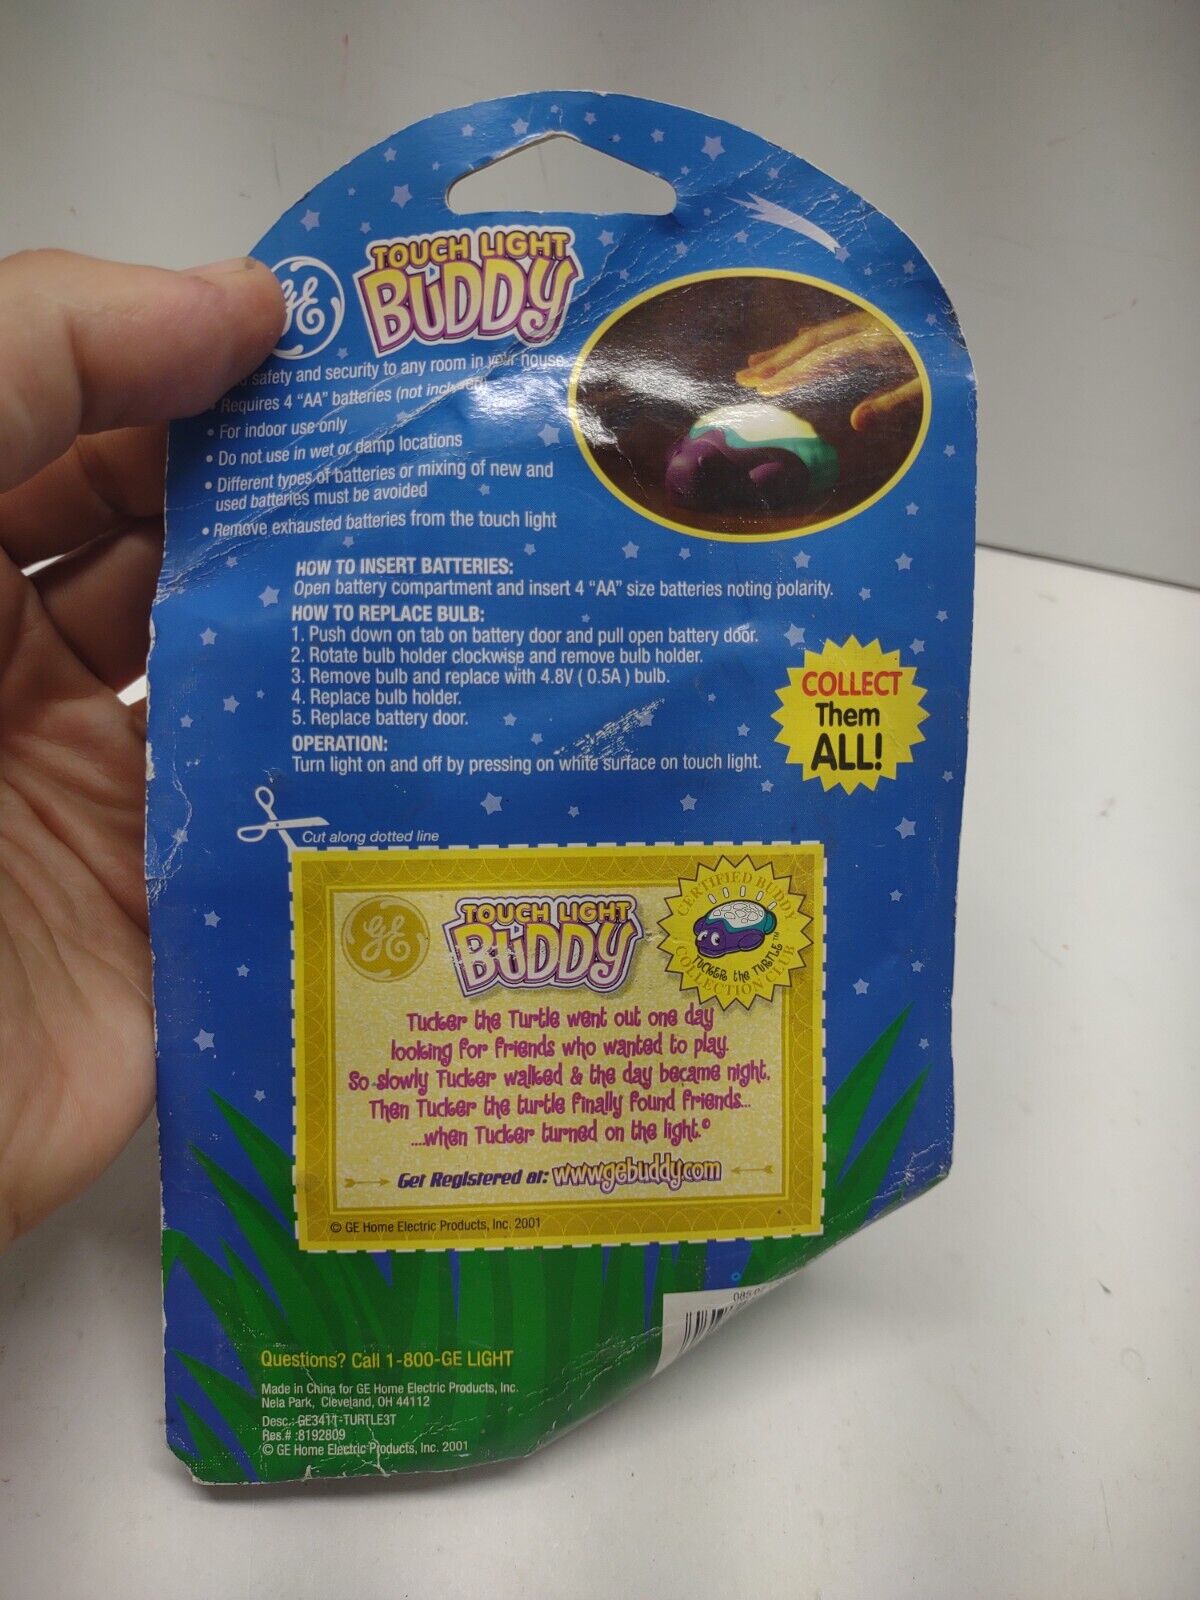 GE
TOUCH LIGHT
BUDDY
safety and security to any room in your house
• Requires 4 "AA" batteries (not included)
• For indoor use only
• Do not use in wet or damp locations
• Different types of batteries or mixing of new and
used batteries must be avoided
• Remove exhausted batteries from the touch light
HOW TO INSERT BATTERIES:
Open battery compartment and insert 4 "AA" size batteries noting polarity.
HOW TO REPLACE BULB:
1. Push down on tab on battery door and pull open battery door.
2. Rotate bulb holder clockwise and remove bulb holder.
3. Remove bulb and replace with 4.8V ( 0.5A ) bulb.
4. Replace bulb holder.
5. Replace battery door.
OPERATION:
Turn light on and off by pressing on white surface on touch light.
COLLECT
Them
ALL!
Cut along dotted line
GE
TOUCH LIGHT
BUDDY
CERTIFIED BUDDY
TUCKER the TURTLE™
COLLECTION CLUB
Tucker the Turtle went out one day
looking for friends who wanted to play.
So slowly Tucker walked & the day became night,
Then Tucker the turtle finally found friends...
...when Tucker turned on the light.©
Get Registered at: www.gebuddy.com
© GE Home Electric Products, Inc. 2001
Questions? Call 1-800-GE LIGHT
Made in China for GE Home Electric Products, Inc.
Nela Park, Cleveland, OH 44112
Desc.: GE3411-TURTLE3T
Res.# :8192809
© GE Home Electric Products, Inc. 2001